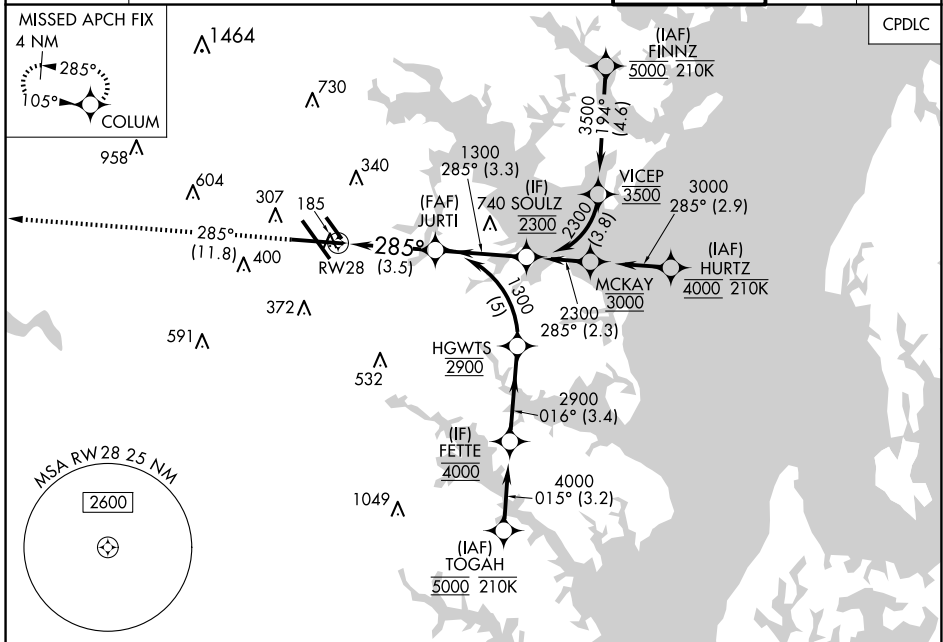 MISSED APCH FIX
4 NM
285°
105°
COLUM
1464
730
958
604
307
340
185
(IAF)
FINNZ
5000 210K
CPDLC
3500
194°
(4.6)
1300
285° (3.3)
VICEP
3500
3000
285° (2.9)
(FAF)
JURTI
740
(IF)
SOULZ
2300
2300
(3.8)
(IAF)
HURTZ
4000 210K
285°
(11.8)
400
RW28
285°
(3.5)
MCKAY
3000
2300
285° (2.3)
1300
(5)
372
591
532
HGWTS
2900
2900
016° (3.4)
(IF)
FETTE
4000
4000
015° (3.2)
1049
(IAF)
TOGAH
5000 210K
MSA RW 28 25 NM
2600